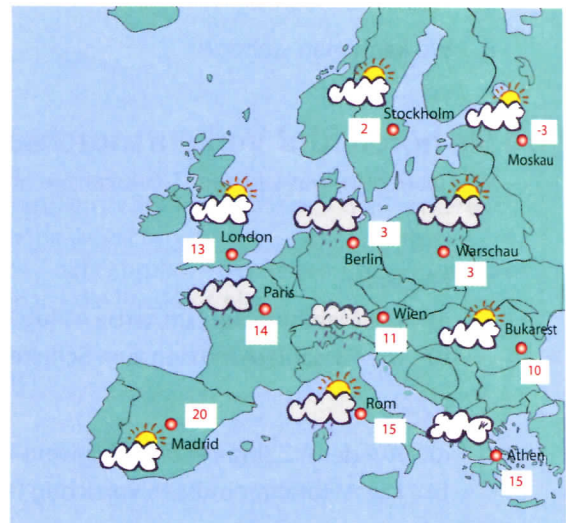 Stockholm
2
-3
Moskau
London
13
3
Berlin
Warschau
3
Paris
14
Wien
11
Bukarest
10
20
Madrid
Rom
15
Athen
15